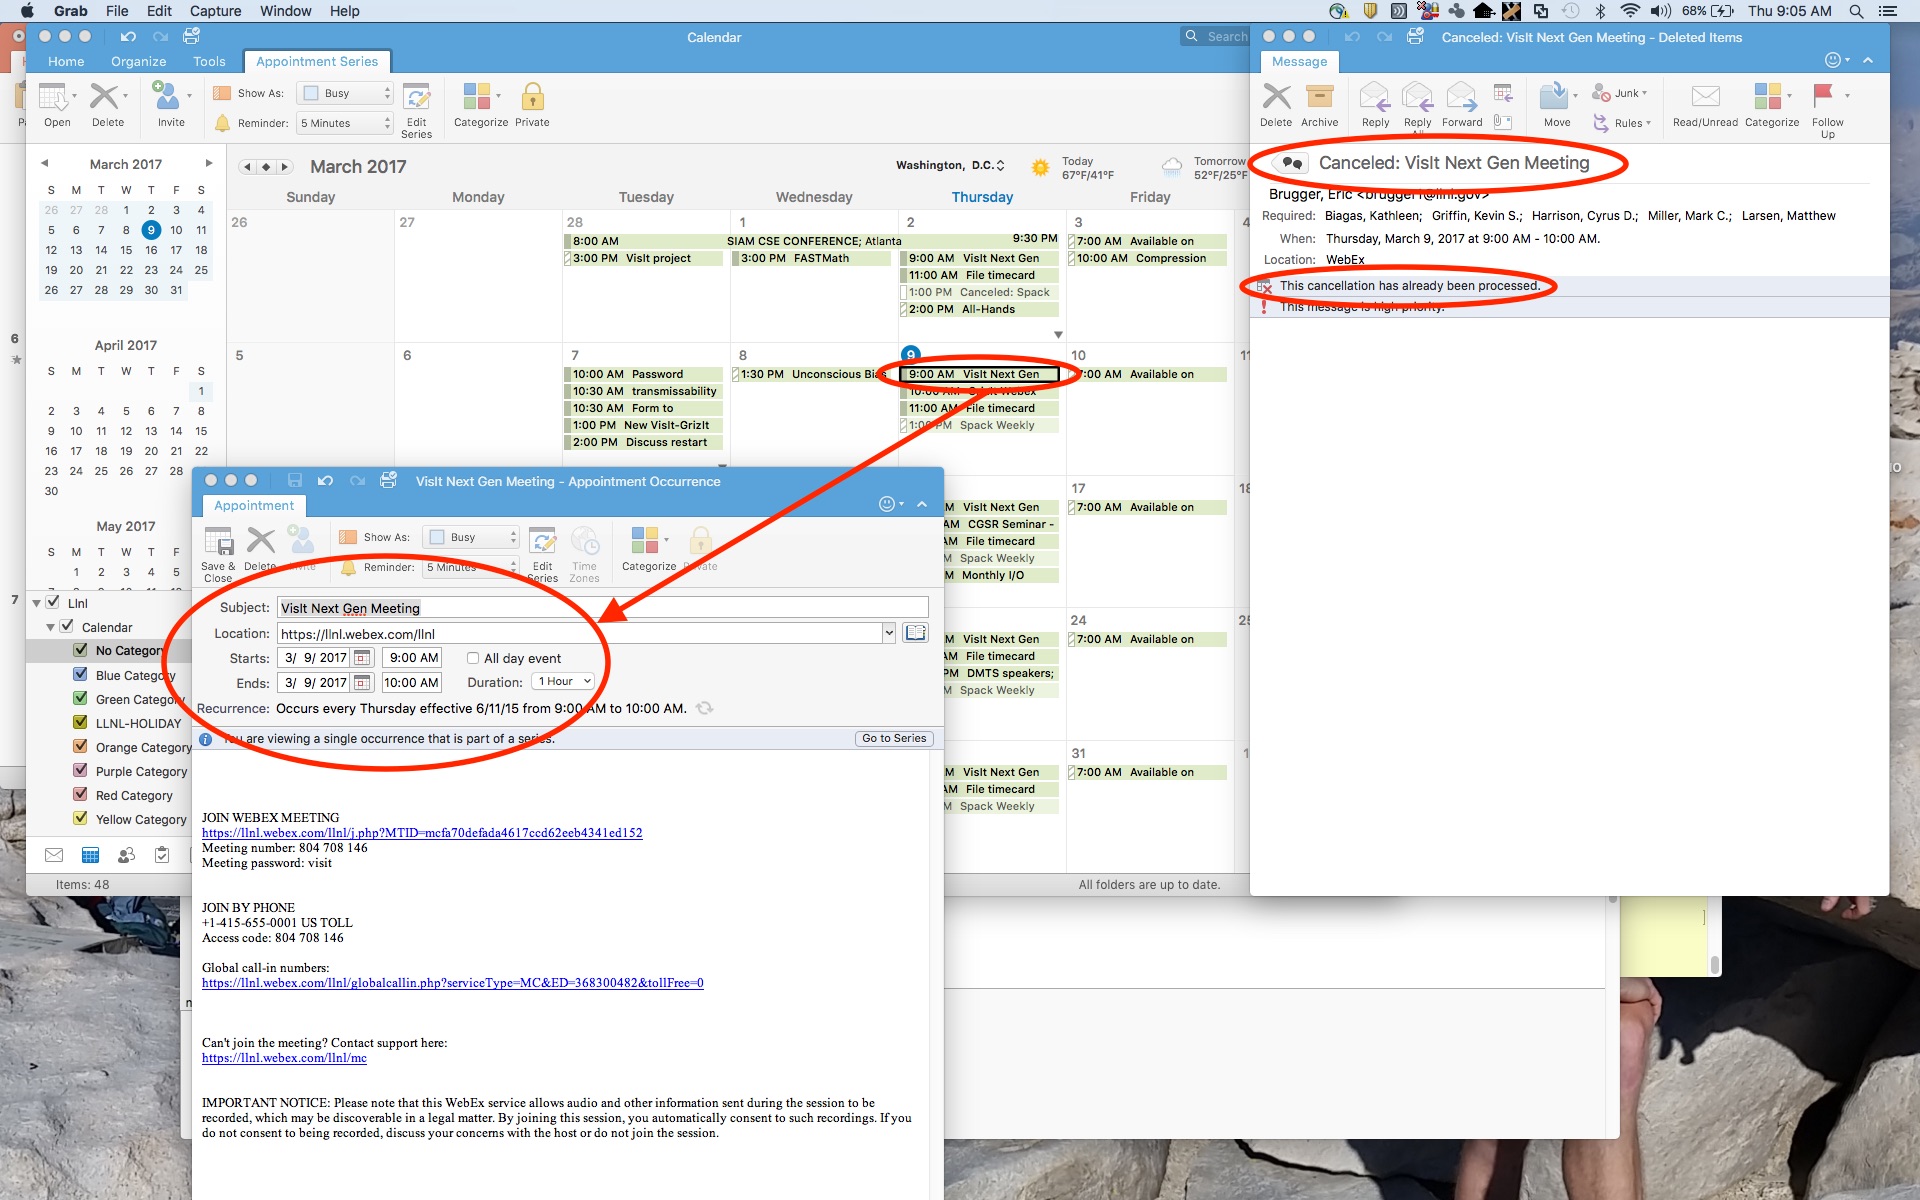 Grab File Edit Capture Window Help 68% Thu 9:05 AM
Calendar
Search
Home Organize Tools Appointment Series
Open Delete Invite
Show As: Busy
Reminder: 5 Minutes
Edit Series
Categorize Private
March 2017
S M T W T F S
26 27 28 1 2 3 4
5 6 7 8 9 10 11
12 13 14 15 16 17 18
19 20 21 22 23 24 25
26 27 28 29 30 31
April 2017
S M T W T F S
1
2 3 4 5 6 7 8
9 10 11 12 13 14 15
16 17 18 19 20 21 22
23 24 25 26 27 28
30
May 2017
S M T W T F
1 2 3 4 5
6
7
Llnl
Calendar
No Category
Blue Category
Green Category
LLNL-HOLIDAY
Orange Category
Purple Category
Red Category
Yellow Category
Items: 48
March 2017
Washington, D.C.
Today
67°F/41°F
Tomorrow
52°F/25°F
Sunday Monday Tuesday Wednesday Thursday Friday
26 27 28 1 2 3 4
8:00 AM SIAM CSE CONFERENCE; Atlanta 9:30 PM
3:00 PM VisIt project
3:00 PM FASTMath
9:00 AM VisIt Next Gen
11:00 AM File timecard
1:00 PM Canceled: Spack
2:00 PM All-Hands
7:00 AM Available on
10:00 AM Compression
5 6 7 8 9 10 11
10:00 AM Password
10:30 AM transmissability
10:30 AM Form to
1:00 PM New VisIt-GrizIt
2:00 PM Discuss restart
1:30 PM Unconscious Bias
9:00 AM VisIt Next Gen
11:00 AM File timecard
1:00 PM Spack Weekly
7:00 AM Available on
17 18
VisIt Next Gen
CGSR Seminar -
File timecard
Spack Weekly
Monthly I/O
7:00 AM Available on
24 25
VisIt Next Gen
File timecard
DMTS speakers;
Spack Weekly
7:00 AM Available on
31 1
VisIt Next Gen
File timecard
Spack Weekly
7:00 AM Available on
All folders are up to date.
VisIt Next Gen Meeting - Appointment Occurrence
Appointment
Save & Close Delete Invite
Show As: Busy
Reminder: 5 Minutes
Edit Series
Time Zones
Categorize Private
Subject: VisIt Next Gen Meeting
Location: https://llnl.webex.com/llnl
Starts: 3/ 9/ 2017 9:00 AM All day event
Ends: 3/ 9/ 2017 10:00 AM Duration: 1 Hour
Recurrence: Occurs every Thursday effective 6/11/15 from 9:00 AM to 10:00 AM.
You are viewing a single occurrence that is part of a series. Go to Series
JOIN WEBEX MEETING
https://llnl.webex.com/llnl/j.php?MTID=mcfa70defada4617ccd62eeb4341ed152
Meeting number: 804 708 146
Meeting password: visit
JOIN BY PHONE
+1-415-655-0001 US TOLL
Access code: 804 708 146
Global call-in numbers:
https://llnl.webex.com/llnl/globalcallin.php?serviceType=MC&ED=368300482&tollFree=0
Can't join the meeting? Contact support here:
https://llnl.webex.com/llnl/mc
IMPORTANT NOTICE: Please note that this WebEx service allows audio and other information sent during the session to be
recorded, which may be discoverable in a legal matter. By joining this session, you automatically consent to such recordings. If you
do not consent to being recorded, discuss your concerns with the host or do not join the session.
Canceled: VisIt Next Gen Meeting - Deleted Items
Message
Delete Archive Reply Reply All Forward Move
Junk
Rules
Read/Unread Categorize Follow Up
Canceled: VisIt Next Gen Meeting
Brugger, Eric <brugger1@llnl.gov>
Required: Biagas, Kathleen; Griffin, Kevin S.; Harrison, Cyrus D.; Miller, Mark C.; Larsen, Matthew
When: Thursday, March 9, 2017 at 9:00 AM - 10:00 AM.
Location: WebEx
This cancellation has already been processed.
This message is high priority.